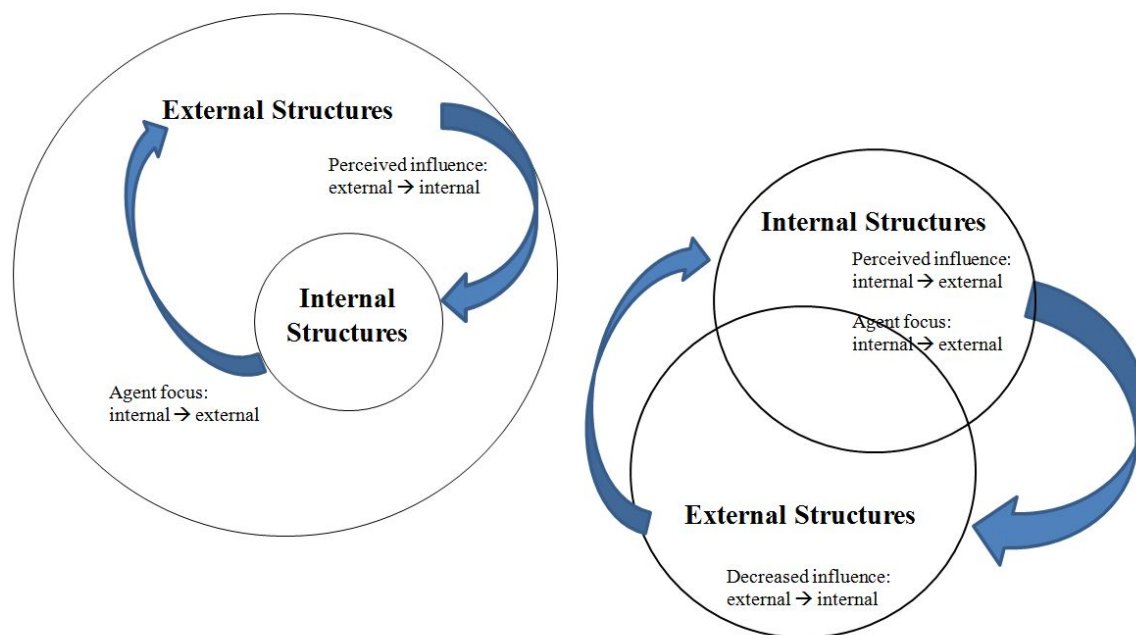 External Structures
Perceived influence:
external → internal
Internal
Structures
Agent focus:
internal → external
Internal Structures
Perceived influence:
internal → external
Agent focus:
internal → external
External Structures
Decreased influence:
external → internal